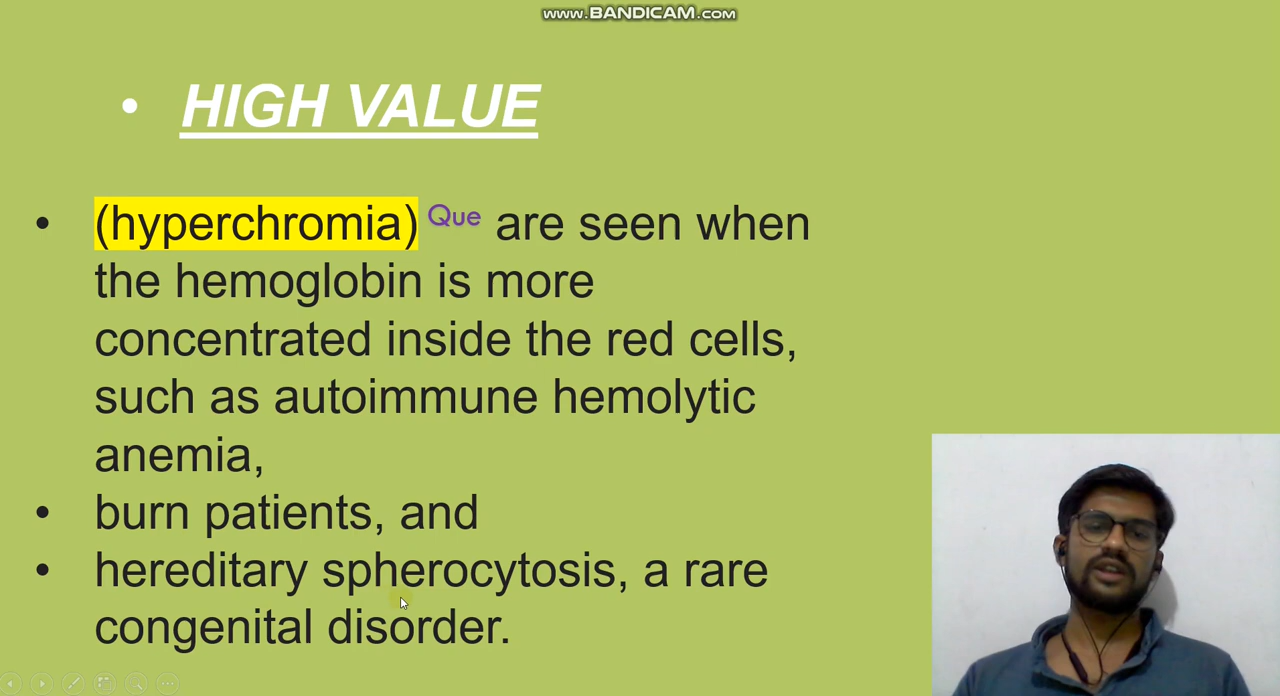 www.BANDICAM.com
• HIGH VALUE
• (hyperchromia) Que are seen when
the hemoglobin is more
concentrated inside the red cells,
such as autoimmune hemolytic
anemia,
• burn patients, and
• hereditary spherocytosis, a rare
congenital disorder.